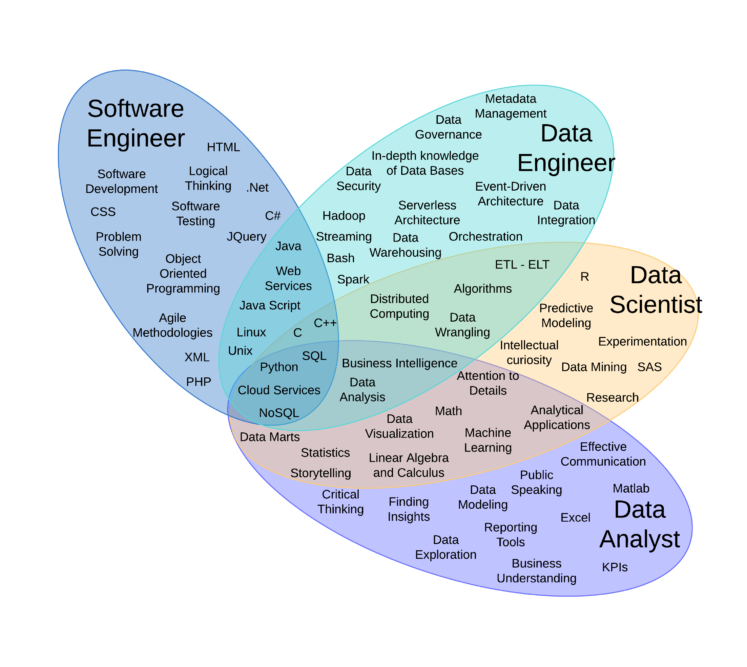 Software
Engineer
HTML
Logical
Thinking
.Net
Software
Development
CSS
Software
Testing
C#
JQuery
Problem
Solving
Object
Oriented
Programming
Agile
Methodologies
XML
PHP
Java
Web
Services
Java Script
Linux
C
C++
Unix
SQL
Python
Cloud Services
NoSQL
Metadata
Management
Data
Governance
Data
Engineer
In-depth knowledge
of Data Bases
Data
Security
Event-Driven
Architecture
Serverless
Architecture
Data
Integration
Hadoop
Streaming
Data
Warehousing
Orchestration
Bash
Spark
ETL - ELT
Algorithms
Distributed
Computing
Data
Wrangling
R
Data
Scientist
Predictive
Modeling
Experimentation
Intellectual
curiosity
Data Mining
SAS
Research
Business Intelligence
Data
Analysis
Attention to
Details
Math
Analytical
Applications
Data
Visualization
Machine
Learning
Data Marts
Statistics
Linear Algebra
and Calculus
Storytelling
Effective
Communication
Public
Speaking
Matlab
Critical
Thinking
Finding
Insights
Data
Modeling
Excel
Data
Analyst
Reporting
Tools
Data
Exploration
Business
Understanding
KPIs